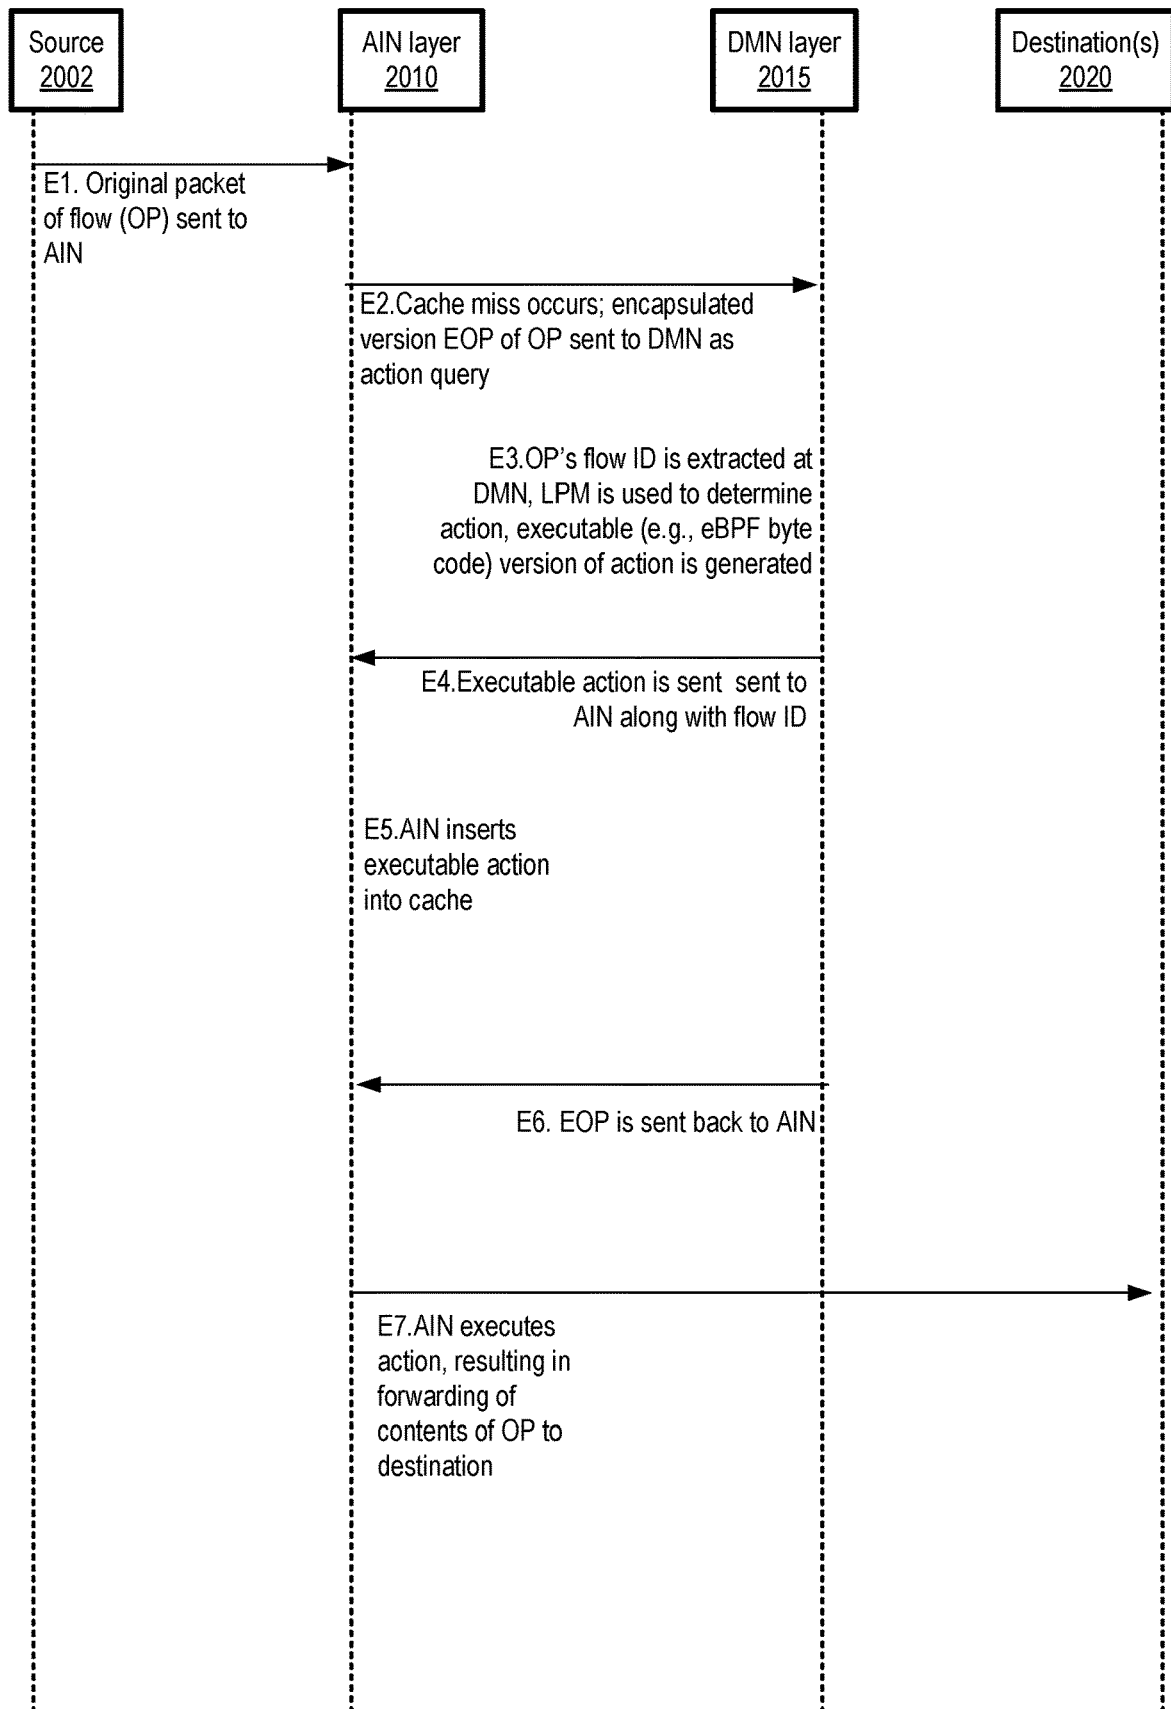 Source
2002
AIN layer
2010
DMN layer
2015
Destination(s)
2020
E1. Original packet
of flow (OP) sent to
AIN
E2.Cache miss occurs; encapsulated
version EOP of OP sent to DMN as
action query
E3.OP's flow ID is extracted at
DMN, LPM is used to determine
action, executable (e.g., eBPF byte
code) version of action is generated
E4.Executable action is sent  sent to
AIN along with flow ID
E5.AIN inserts
executable action
into cache
E6. EOP is sent back to AIN
E7.AIN executes
action, resulting in
forwarding of
contents of OP to
destination